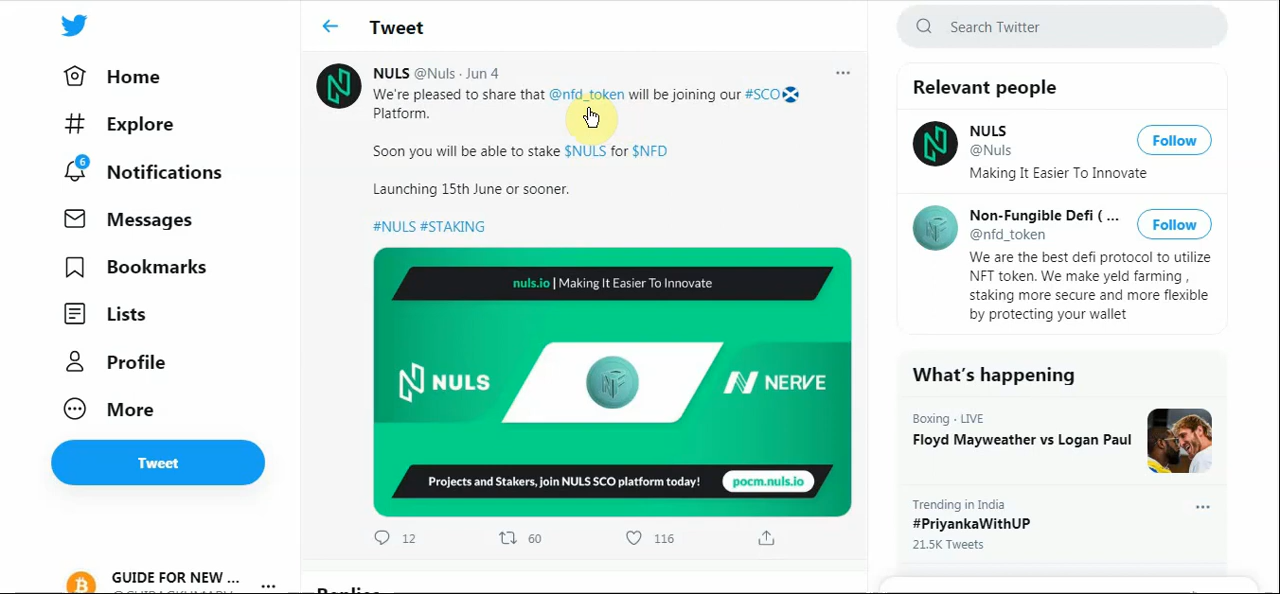 Home
Explore
6
Notifications
Messages
Bookmarks
Lists
Profile
More
Tweet
GUIDE FOR NEW ...
Tweet
NULS @Nuls · Jun 4
We're pleased to share that @nfd_token will be joining our #SCO
Platform.
Soon you will be able to stake $NULS for $NFD
Launching 15th June or sooner.
#NULS #STAKING
nuls.io | Making It Easier To Innovate
NULS
NF
NERVE
Projects and Stakers, join NULS SCO platform today! pocm.nuls.io
12 60 116
Search Twitter
Relevant people
NULS
@Nuls
Follow
Making It Easier To Innovate
Non-Fungible Defi ( ...
@nfd_token
Follow
We are the best defi protocol to utilize
NFT token. We make yeld farming ,
staking more secure and more flexible
by protecting your wallet
What's happening
Boxing · LIVE
Floyd Mayweather vs Logan Paul
Trending in India
#PriyankaWithUP
21.5K Tweets